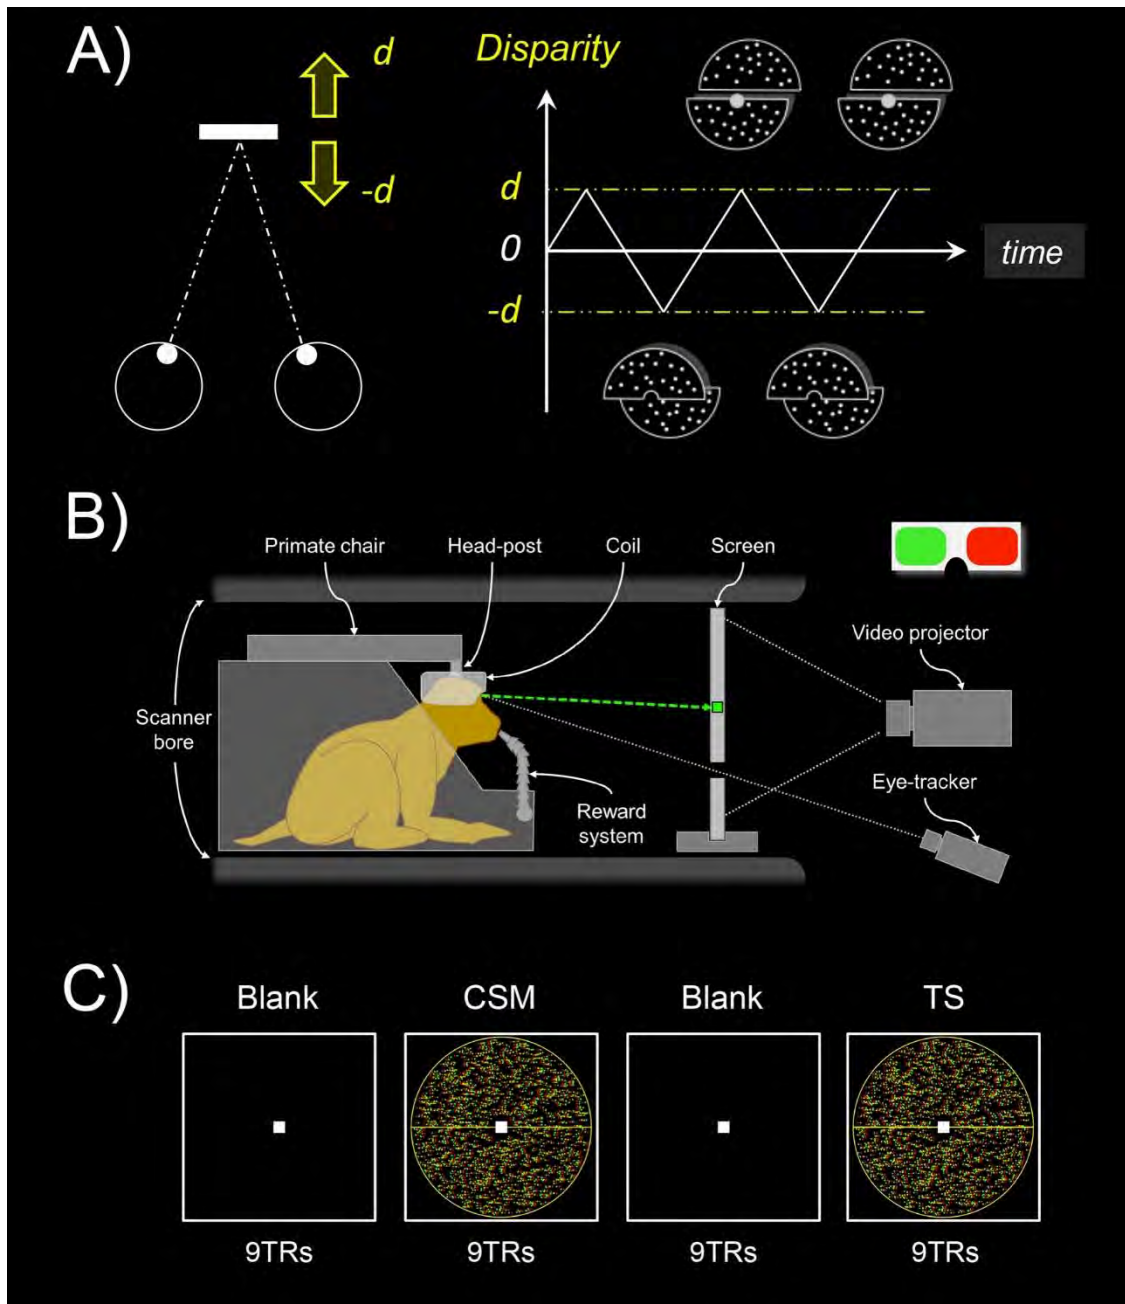 A)
d
-d
Disparity
d
0
-d
time
B)
Primate chair
Head-post
Coil
Screen
Video projector
Scanner
bore
Eye-tracker
Reward
system
C)
Blank
CSM
Blank
TS
9TRs
9TRs
9TRs
9TRs